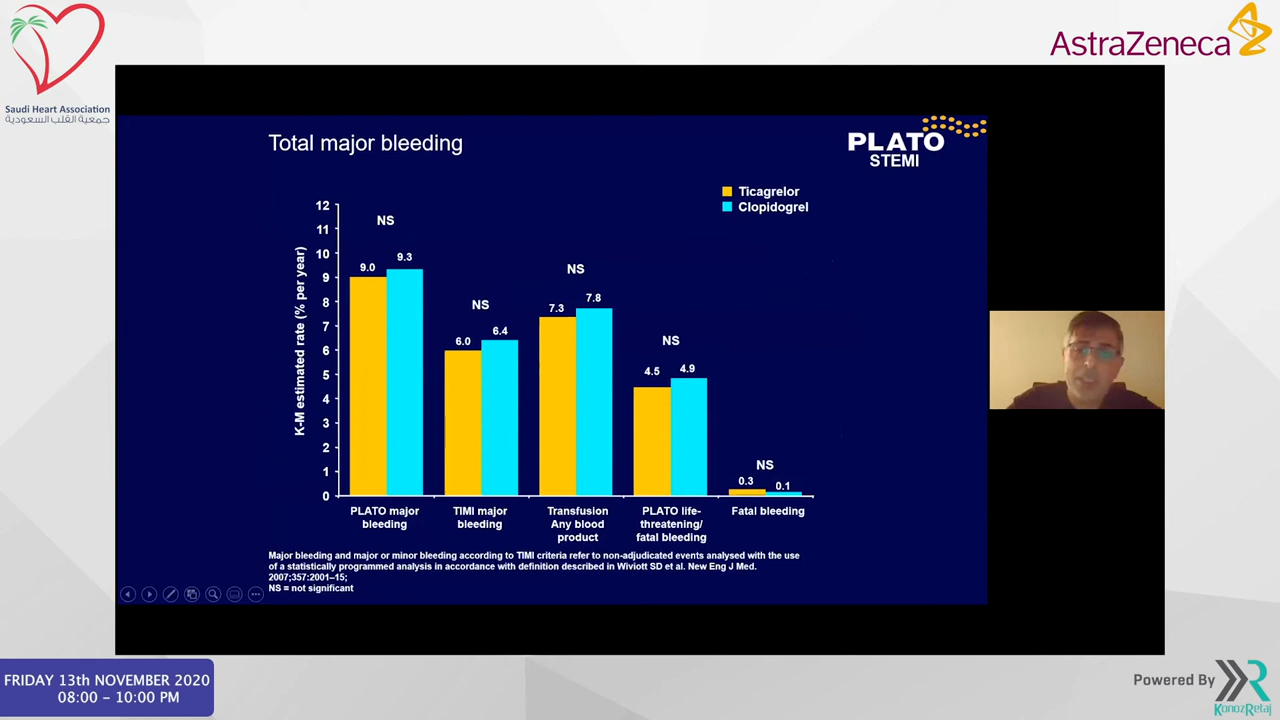 Saudi Heart Association
جمعية القلب السعودية
AstraZeneca
Total major bleeding
PLATO
STEMI
Ticagrelor
Clopidogrel
K-M estimated rate (% per year)
12
11
10
9
8
7
6
5
4
3
2
1
0
NS
9.0
9.3
NS
6.0
6.4
NS
7.3
7.8
NS
4.5
4.9
NS
0.3
0.1
PLATO major
bleeding
TIMI major
bleeding
Transfusion
Any blood
product
PLATO life-
threatening/
fatal bleeding
Fatal bleeding
Major bleeding and major or minor bleeding according to TIMI criteria refer to non-adjudicated events analysed with the use
of a statistically programmed analysis in accordance with definition described in Wiviott SD et al. New Eng J Med.
2007;357:2001–15;
NS = not significant
FRIDAY 13th NOVEMBER 2020
08:00 – 10:00 PM
Powered By
KonozRetaj